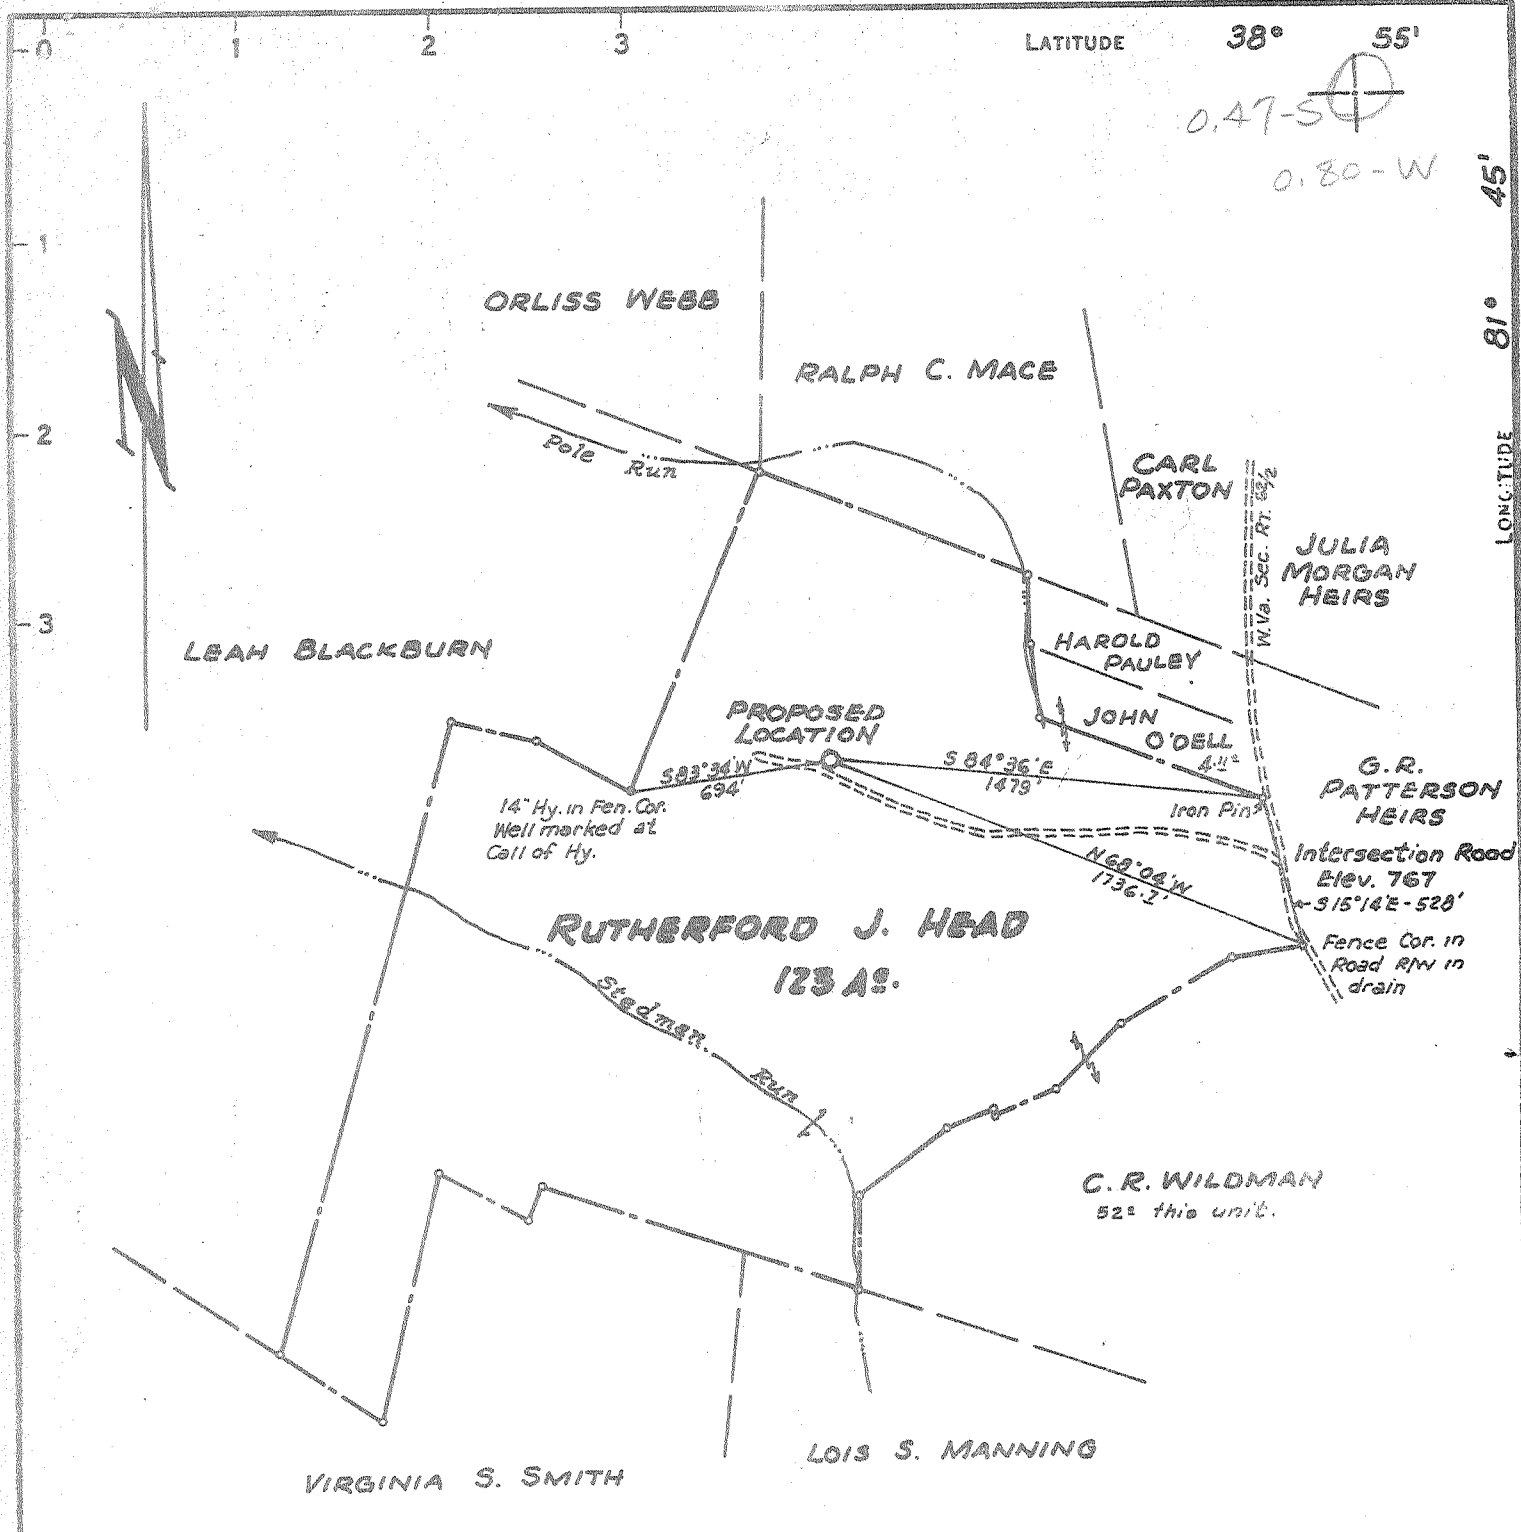 0 1 2 3 LATITUDE 38° 55'
0.47-S
0.80-W
LONGITUDE 81° 45'
1
2
3
N
ORLISS WEBB
RALPH C. MACE
Pole Run
CARL
PAXTON
W.Va. Sec. Rt.
JULIA
MORGAN
HEIRS
LEAH BLACKBURN
HAROLD
PAULEY
PROPOSED
LOCATION
JOHN
O'DELL
S83°34'W
694'
S 84°36'E
1479'
Iron Pin
G.R.
PATTERSON
HEIRS
14" Hy. in Fen. Cor.
Well marked at
Call of Hy.
Intersection Road
Elev. 767
S15°14'E-528'
N68°04'W
1736.7'
RUTHERFORD J. HEAD
123 Ac.
Fence Cor. in
Road R/W in
drain
Stedman Run
C. R. WILDMAN
52± this unit.
LOIS S. MANNING
VIRGINIA S. SMITH